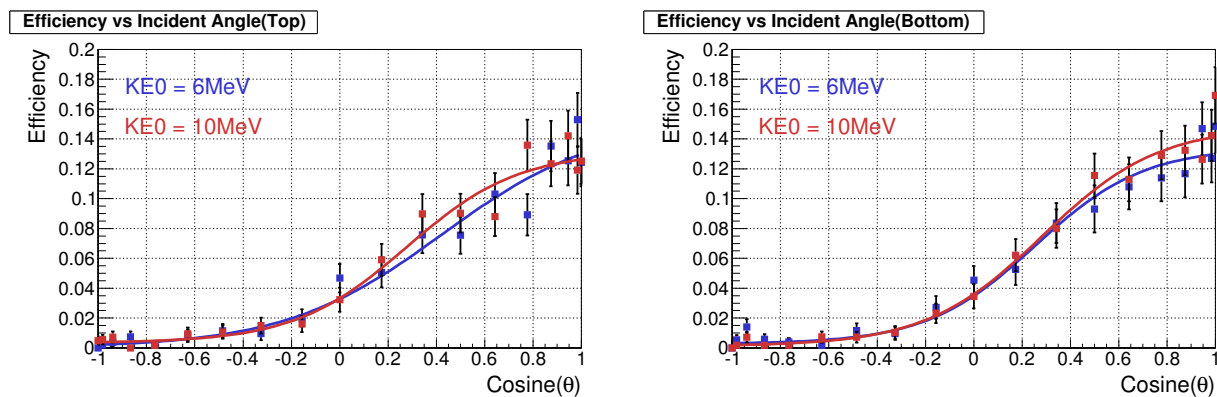 Efficiency vs Incident Angle(Top)
Efficiency
0.2
0.18
0.16
0.14
0.12
0.1
0.08
0.06
0.04
0.02
0
KE0 = 6MeV
KE0 = 10MeV
-1 -0.8 -0.6 -0.4 -0.2 0 0.2 0.4 0.6 0.8 1
Cosine(θ)
Efficiency vs Incident Angle(Bottom)
Efficiency
0.2
0.18
0.16
0.14
0.12
0.1
0.08
0.06
0.04
0.02
0
KE0 = 6MeV
KE0 = 10MeV
-1 -0.8 -0.6 -0.4 -0.2 0 0.2 0.4 0.6 0.8 1
Cosine(θ)